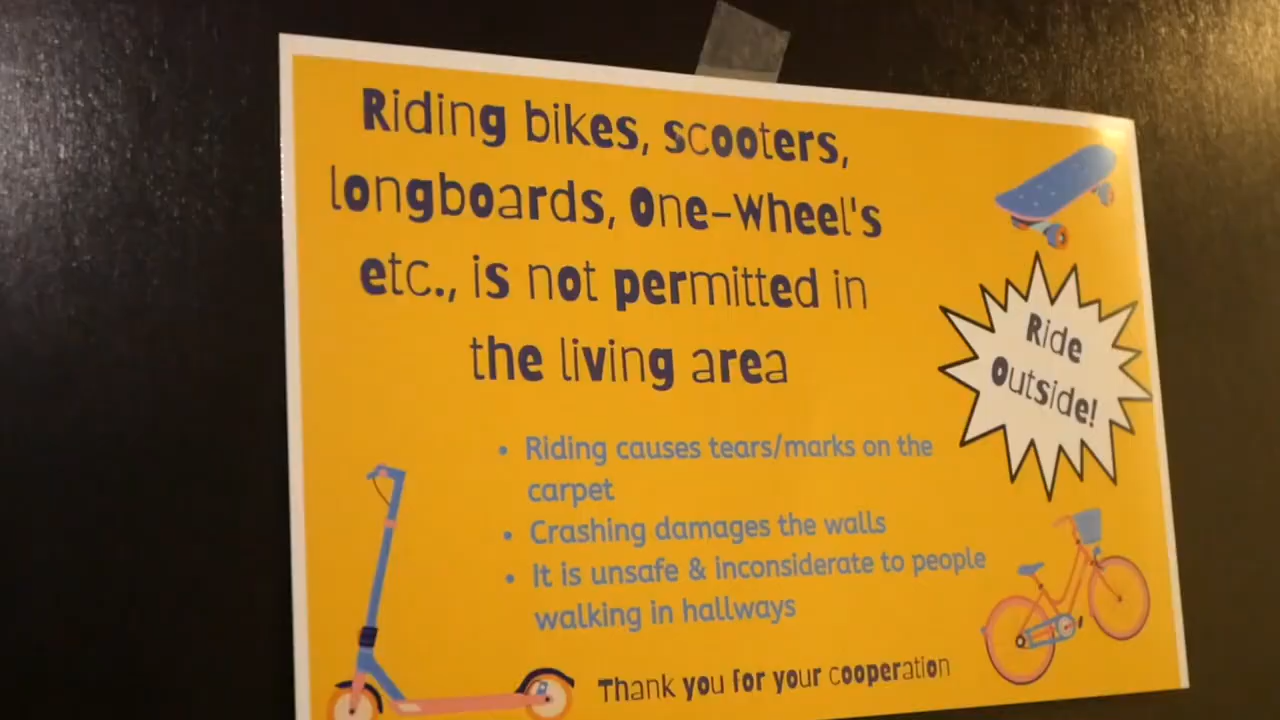 Riding bikes, scooters,
longboards, One-Wheel's
etc., is not permitted in
the living area
Ride
Outside!
• Riding causes tears/marks on the
carpet
• Crashing damages the walls
• It is unsafe & inconsiderate to people
walking in hallways
Thank you for your cooperation